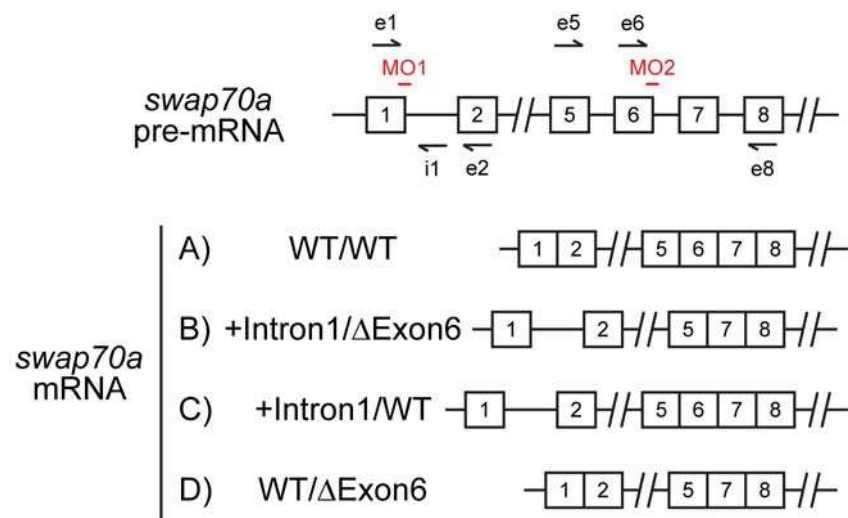 e1 e5 e6
MO1 MO2
swap70a
pre-mRNA
1 2 5 6 7 8
i1 e2 e8
A) WT/WT 1 2 5 6 7 8
B) +Intron1/ΔExon6 1 2 5 7 8
swap70a
mRNA
C) +Intron1/WT 1 2 5 6 7 8
D) WT/ΔExon6 1 2 5 7 8